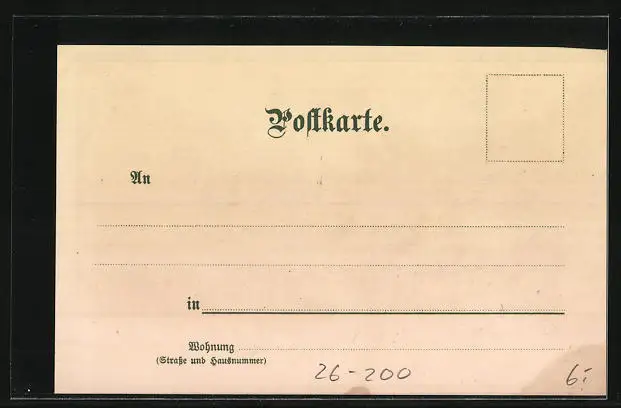 Postkarte.
An
in
Wohnung
(Straße und Hausnummer)
26-200
6.-